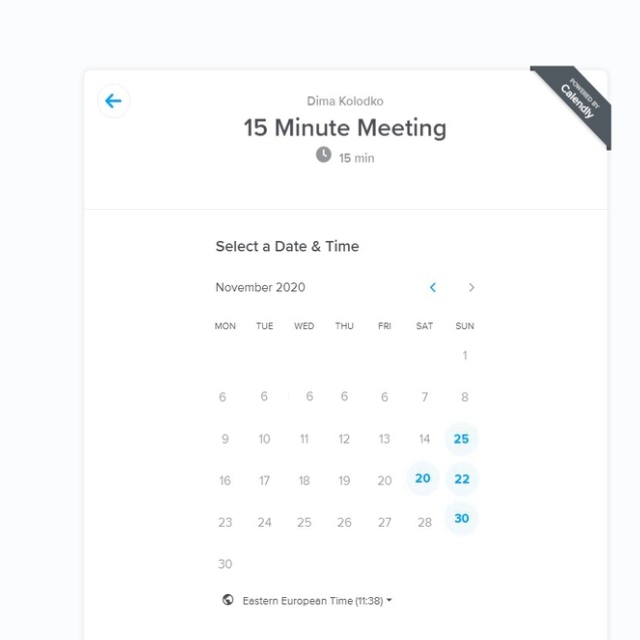 POWERED BY
Calendly
Dima Kolodko
15 Minute Meeting
15 min
Select a Date & Time
November 2020
MON TUE WED THU FRI SAT SUN
1
6 6 6 6 6 7 8
9 10 11 12 13 14 25
16 17 18 19 20 20 22
23 24 25 26 27 28 30
30
Eastern European Time (11:38)